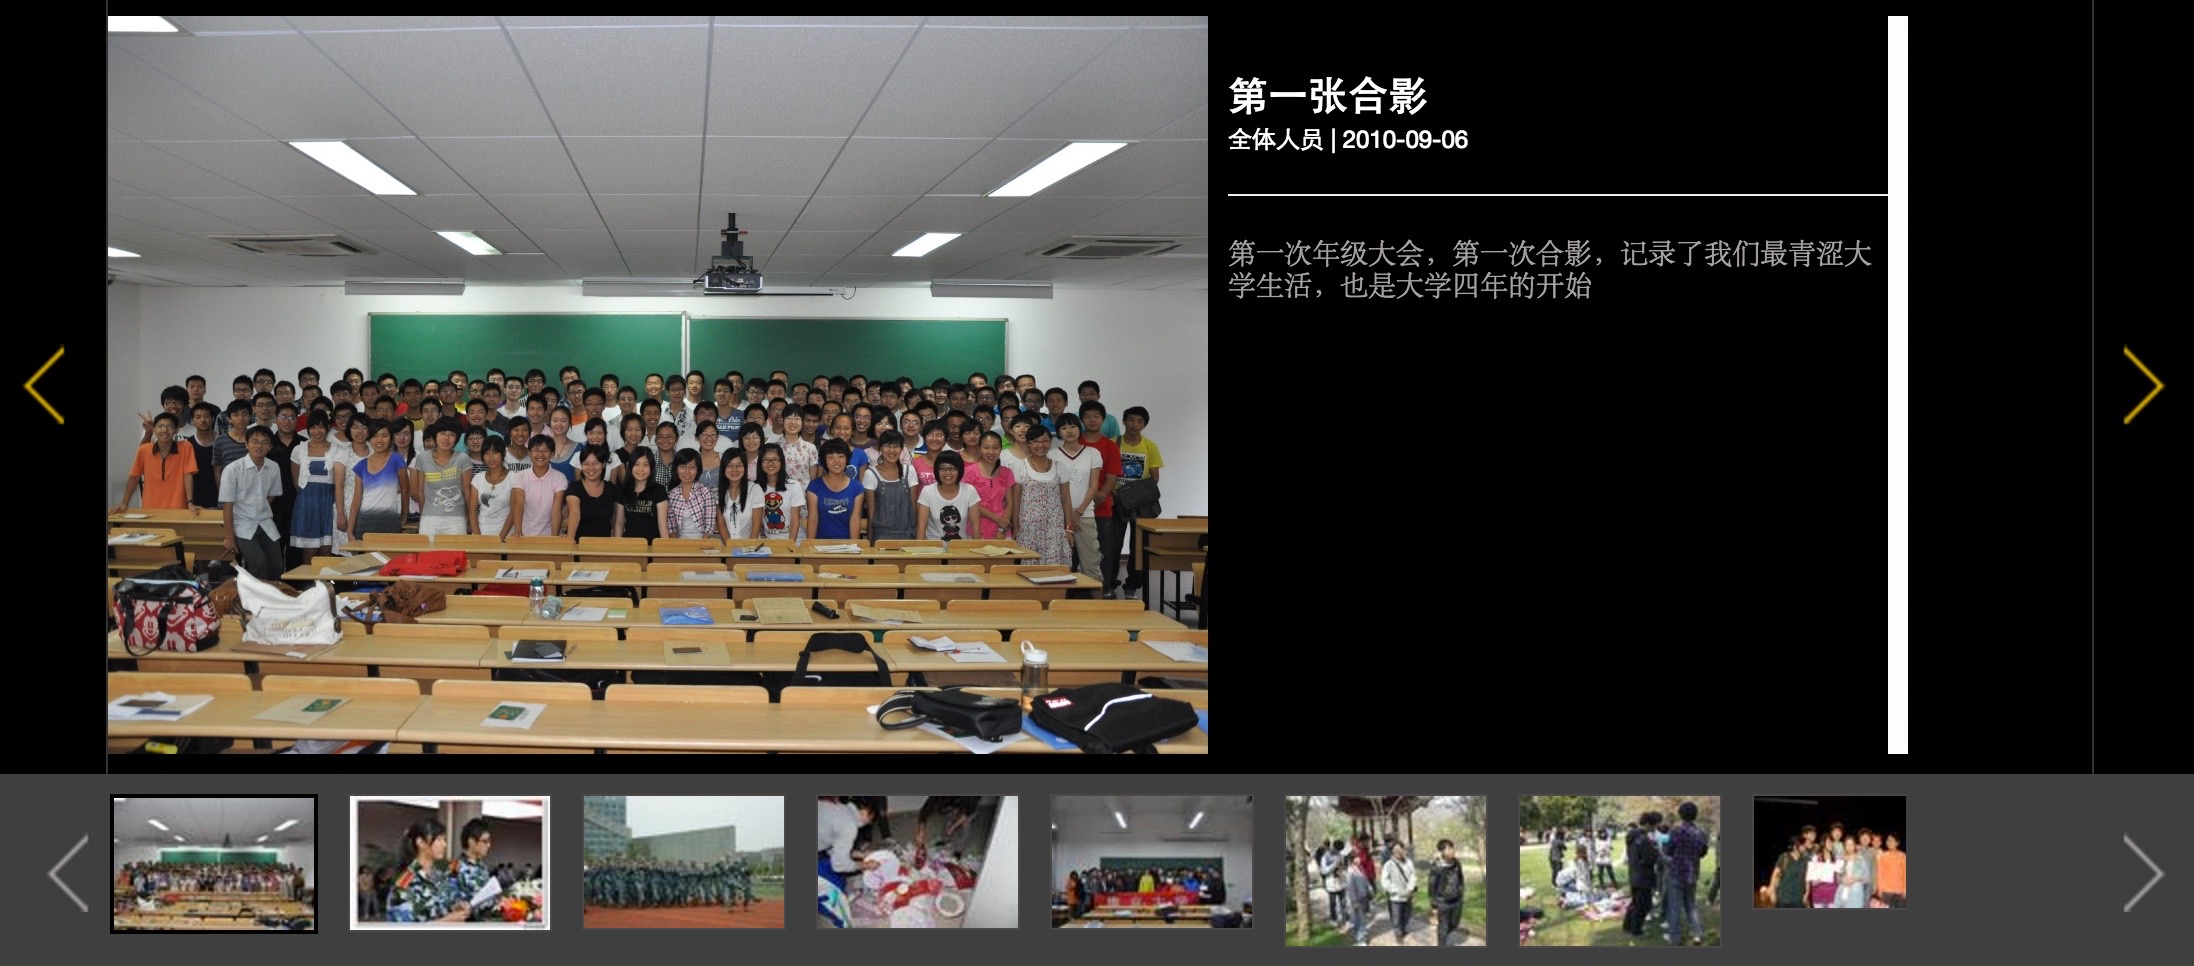 第一张合影
全体人员 | 2010-09-06
第一次年级大会，第一次合影，记录了我们最青涩大
学生活，也是大学四年的开始